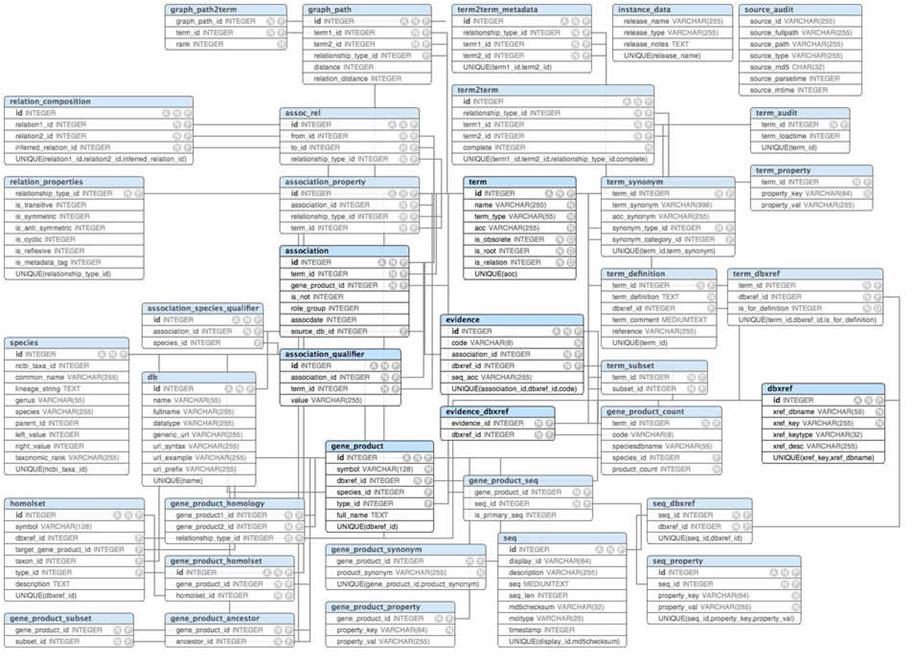 graph_path2term
graph_path_id INTEGER
term_id INTEGER
rank INTEGER
graph_path
id INTEGER
term1_id INTEGER
term2_id INTEGER
relationship_type_id INTEGER
distance INTEGER
relation_distance INTEGER
term2term_metadata
id INTEGER
relationship_type_id INTEGER
term1_id INTEGER
term2_id INTEGER
UNIQUE(term1_id,term2_id)
instance_data
release_name VARCHAR(255)
release_type VARCHAR(255)
release_notes TEXT
UNIQUE(release_name)
source_audit
source_id VARCHAR(255)
source_fullpath VARCHAR(255)
source_path VARCHAR(255)
source_type VARCHAR(255)
source_md5 CHAR(32)
source_parsetime INTEGER
source_mtime INTEGER
relation_composition
id INTEGER
relation1_id INTEGER
relation2_id INTEGER
inferred_relation_id INTEGER
UNIQUE(relation1_id,relation2_id,inferred_relation_id)
assoc_rel
id INTEGER
from_id INTEGER
to_id INTEGER
relationship_type_id INTEGER
term2term
id INTEGER
relationship_type_id INTEGER
term1_id INTEGER
term2_id INTEGER
complete INTEGER
UNIQUE(term1_id,term2_id,relationship_type_id,complete)
term_audit
term_id INTEGER
term_loadtime INTEGER
UNIQUE(term_id)
relation_properties
relationship_type_id INTEGER
is_transitive INTEGER
is_symmetric INTEGER
is_anti_symmetric INTEGER
is_cyclic INTEGER
is_reflexive INTEGER
is_metadata_tag INTEGER
UNIQUE(relationship_type_id)
association_property
id INTEGER
association_id INTEGER
relationship_type_id INTEGER
term_id INTEGER
term
id INTEGER
name VARCHAR(255)
term_type VARCHAR(55)
acc VARCHAR(255)
is_obsolete INTEGER
is_root INTEGER
is_relation INTEGER
UNIQUE(acc)
term_synonym
term_id INTEGER
term_synonym VARCHAR(996)
acc_synonym VARCHAR(255)
synonym_type_id INTEGER
synonym_category_id INTEGER
UNIQUE(term_id,term_synonym)
term_property
term_id INTEGER
property_key VARCHAR(64)
property_val VARCHAR(255)
association
id INTEGER
term_id INTEGER
gene_product_id INTEGER
is_not INTEGER
role_group INTEGER
assocdate INTEGER
source_db_id INTEGER
term_definition
term_id INTEGER
term_definition TEXT
dbxref_id INTEGER
term_comment MEDIUMTEXT
reference VARCHAR(255)
UNIQUE(term_id)
term_dbxref
term_id INTEGER
dbxref_id INTEGER
is_for_definition INTEGER
UNIQUE(term_id,dbxref_id,is_for_definition)
association_species_qualifier
id INTEGER
association_id INTEGER
species_id INTEGER
evidence
id INTEGER
code VARCHAR(8)
association_id INTEGER
dbxref_id INTEGER
seq_acc VARCHAR(255)
UNIQUE(association_id,dbxref_id,code)
species
id INTEGER
ncbi_taxa_id INTEGER
common_name VARCHAR(255)
lineage_string TEXT
genus VARCHAR(55)
species VARCHAR(255)
parent_id INTEGER
left_value INTEGER
right_value INTEGER
taxonomic_rank VARCHAR(255)
UNIQUE(ncbi_taxa_id)
db
id INTEGER
name VARCHAR(55)
fullname VARCHAR(255)
datatype VARCHAR(255)
generic_url VARCHAR(255)
url_syntax VARCHAR(255)
url_example VARCHAR(255)
uri_prefix VARCHAR(255)
UNIQUE(name)
association_qualifier
id INTEGER
association_id INTEGER
term_id INTEGER
value VARCHAR(255)
term_subset
term_id INTEGER
subset_id INTEGER
evidence_dbxref
evidence_id INTEGER
dbxref_id INTEGER
gene_product_count
term_id INTEGER
code VARCHAR(8)
speciesdbname VARCHAR(55)
species_id INTEGER
product_count INTEGER
dbxref
id INTEGER
xref_dbname VARCHAR(55)
xref_key VARCHAR(255)
xref_keytype VARCHAR(32)
xref_desc VARCHAR(255)
UNIQUE(xref_key,xref_dbname)
gene_product
id INTEGER
symbol VARCHAR(128)
dbxref_id INTEGER
species_id INTEGER
type_id INTEGER
full_name TEXT
UNIQUE(dbxref_id)
gene_product_seq
gene_product_id INTEGER
seq_id INTEGER
is_primary_seq INTEGER
homolset
id INTEGER
symbol VARCHAR(128)
dbxref_id INTEGER
target_gene_product_id INTEGER
taxon_id INTEGER
type_id INTEGER
description TEXT
UNIQUE(dbxref_id)
gene_product_homology
gene_product1_id INTEGER
gene_product2_id INTEGER
relationship_type_id INTEGER
seq_dbxref
seq_id INTEGER
dbxref_id INTEGER
UNIQUE(seq_id,dbxref_id)
gene_product_homolset
id INTEGER
gene_product_id INTEGER
homolset_id INTEGER
gene_product_synonym
gene_product_id INTEGER
product_synonym VARCHAR(255)
UNIQUE(gene_product_id,product_synonym)
seq
id INTEGER
display_id VARCHAR(64)
description VARCHAR(255)
seq MEDIUMTEXT
seq_len INTEGER
md5checksum VARCHAR(32)
moltype VARCHAR(25)
timestamp INTEGER
UNIQUE(display_id,md5checksum)
seq_property
id INTEGER
seq_id INTEGER
property_key VARCHAR(64)
property_val VARCHAR(255)
UNIQUE(seq_id,property_key,property_val)
gene_product_subset
gene_product_id INTEGER
subset_id INTEGER
gene_product_ancestor
gene_product_id INTEGER
ancestor_id INTEGER
gene_product_property
gene_product_id INTEGER
property_key VARCHAR(64)
property_val VARCHAR(255)